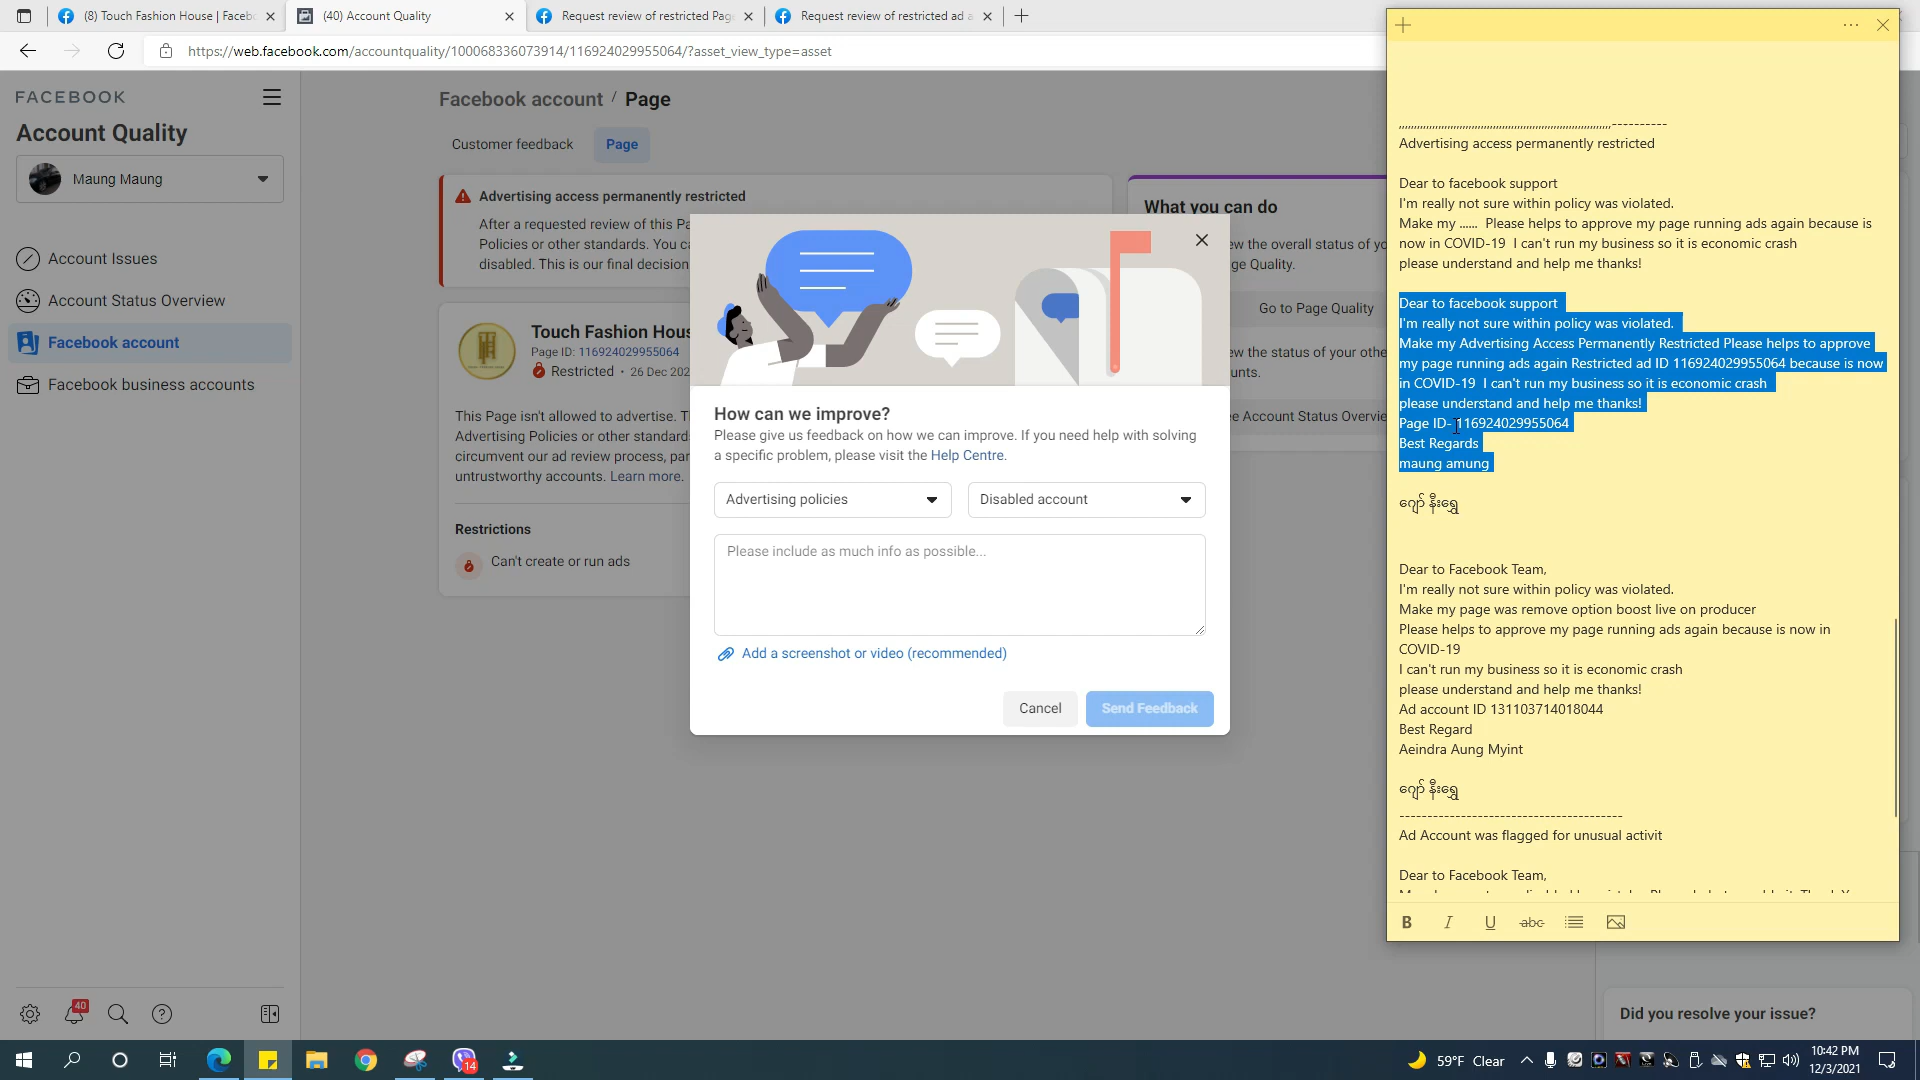 (8) Touch Fashion House | Facebo
(40) Account Quality
Request review of restricted Page
Request review of restricted ad a
https://web.facebook.com/accountquality/100068336073914/116924029955064/?asset_view_type=asset
FACEBOOK
Account Quality
Maung Maung
Account Issues
Account Status Overview
Facebook account
Facebook business accounts
40
Facebook account / Page
Customer feedback
Page
Advertising access permanently restricted
After a requested review of this Pa
Policies or other standards. You ca
disabled. This is our final decision
Touch Fashion Hous
Page ID: 116924029955064
Restricted • 26 Dec 202
This Page isn't allowed to advertise. T
Advertising Policies or other standard
circumvent our ad review process, par
untrustworthy accounts. Learn more.
Restrictions
Can't create or run ads
What you can do
ew the overall status of yo
ge Quality.
Go to Page Quality
ew the status of your othe
unts.
e Account Status Overvie
How can we improve?
Please give us feedback on how we can improve. If you need help with solving
a specific problem, please visit the Help Centre.
Advertising policies
Disabled account
Please include as much info as possible...
Add a screenshot or video (recommended)
Cancel
Send Feedback
Advertising access permanently restricted
Dear to facebook support
I'm really not sure within policy was violated.
Make my ...... Please helps to approve my page running ads again because is
now in COVID-19 I can't run my business so it is economic crash
please understand and help me thanks!
Dear to facebook support
I'm really not sure within policy was violated.
Make my Advertising Access Permanently Restricted Please helps to approve
my page running ads again Restricted ad ID 116924029955064 because is now
in COVID-19 I can't run my business so it is economic crash
please understand and help me thanks!
Page ID- 116924029955064
Best Regards
maung amung
ဂျော် နီးရွှေ
Dear to Facebook Team,
I'm really not sure within policy was violated.
Make my page was remove option boost live on producer
Please helps to approve my page running ads again because is now in
COVID-19
I can't run my business so it is economic crash
please understand and help me thanks!
Ad account ID 131103714018044
Best Regard
Aeindra Aung Myint
ဂျော် နီးရွှေ
----------------------------------------
Ad Account was flagged for unusual activit
Dear to Facebook Team,
B I U abc
Did you resolve your issue?
14
59°F Clear
10:42 PM
12/3/2021